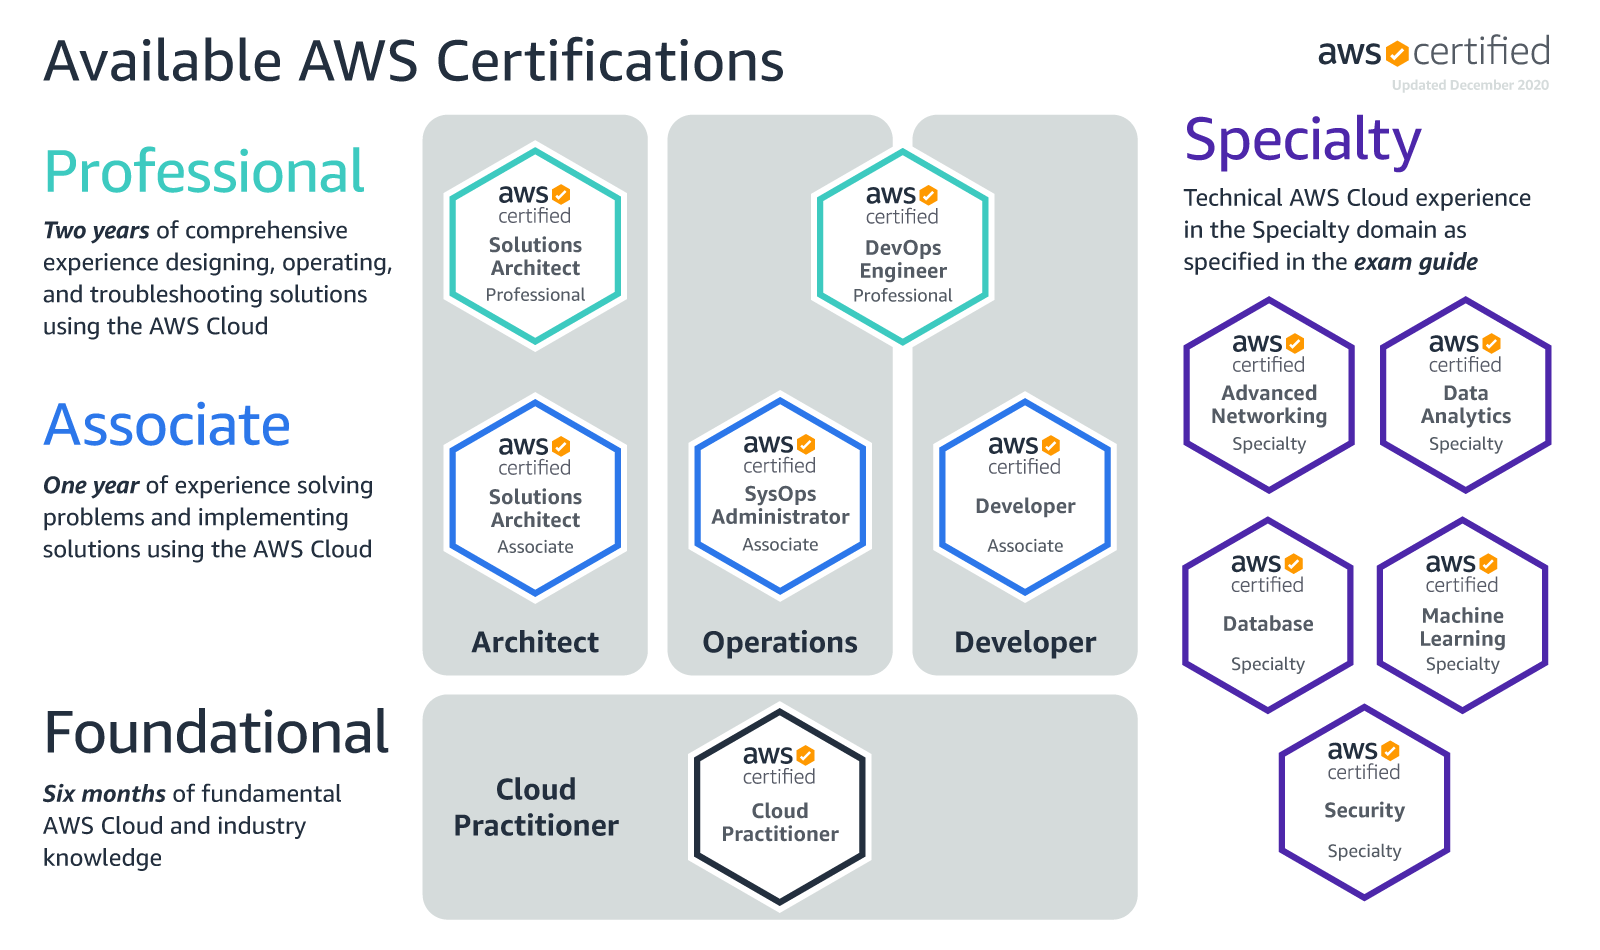 Available AWS Certifications
aws certified
Updated December 2020
Professional
Two years of comprehensive
experience designing, operating,
and troubleshooting solutions
using the AWS Cloud
aws
certified
Solutions
Architect
Professional
aws
certified
DevOps
Engineer
Professional
Associate
One year of experience solving
problems and implementing
solutions using the AWS Cloud
aws
certified
Solutions
Architect
Associate
aws
certified
SysOps
Administrator
Associate
aws
certified
Developer
Associate
Architect
Operations
Developer
Foundational
Six months of fundamental
AWS Cloud and industry
knowledge
Cloud
Practitioner
aws
certified
Cloud
Practitioner
Specialty
Technical AWS Cloud experience
in the Specialty domain as
specified in the exam guide
aws
certified
Advanced
Networking
Specialty
aws
certified
Data
Analytics
Specialty
aws
certified
Database
Specialty
aws
certified
Machine
Learning
Specialty
aws
certified
Security
Specialty